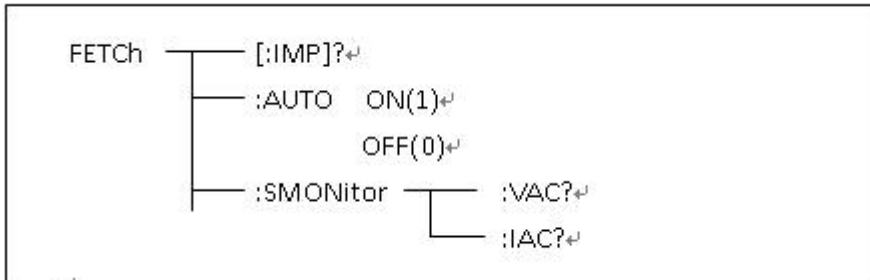 FETCh [:IMP]?↵
:AUTO ON(1)↵
OFF(0)↵
:SMONitor :VAC?↵
:IAC?↵